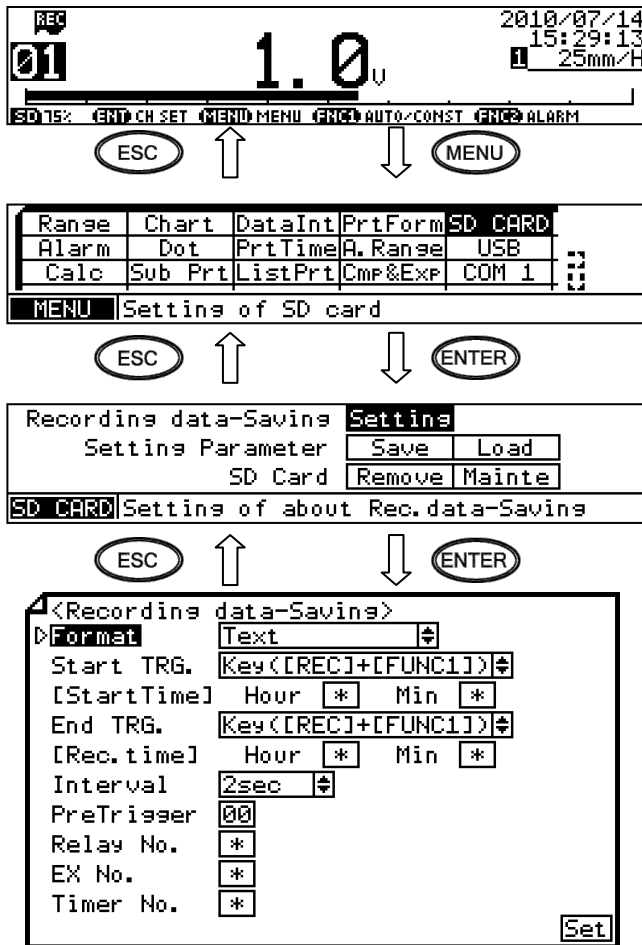 REC
2010/07/14
15:29:13
01 1.0 V
1 25mm/H
SD 75% ENT CH SET MENU MENU FNC1 AUTO/CONST FNC2 ALARM
ESC MENU
Range Chart DataInt PrtForm SD CARD
Alarm Dot PrtTime A.Range USB
Calc Sub Prt ListPrt Cmp&Exp COM 1
MENU Setting of SD card
ESC ENTER
Recording data-Saving Setting
Setting Parameter Save Load
SD Card Remove Mainte
SD CARD Setting of about Rec.data-Saving
ESC ENTER
<Recording data-Saving>
Format Text
Start TRG. Key([REC]+[FUNC1])
[StartTime] Hour * Min *
End TRG. Key([REC]+[FUNC1])
[Rec.time] Hour * Min *
Interval 2sec
PreTrigger 00
Relay No. *
EX No. *
Timer No. *
Set